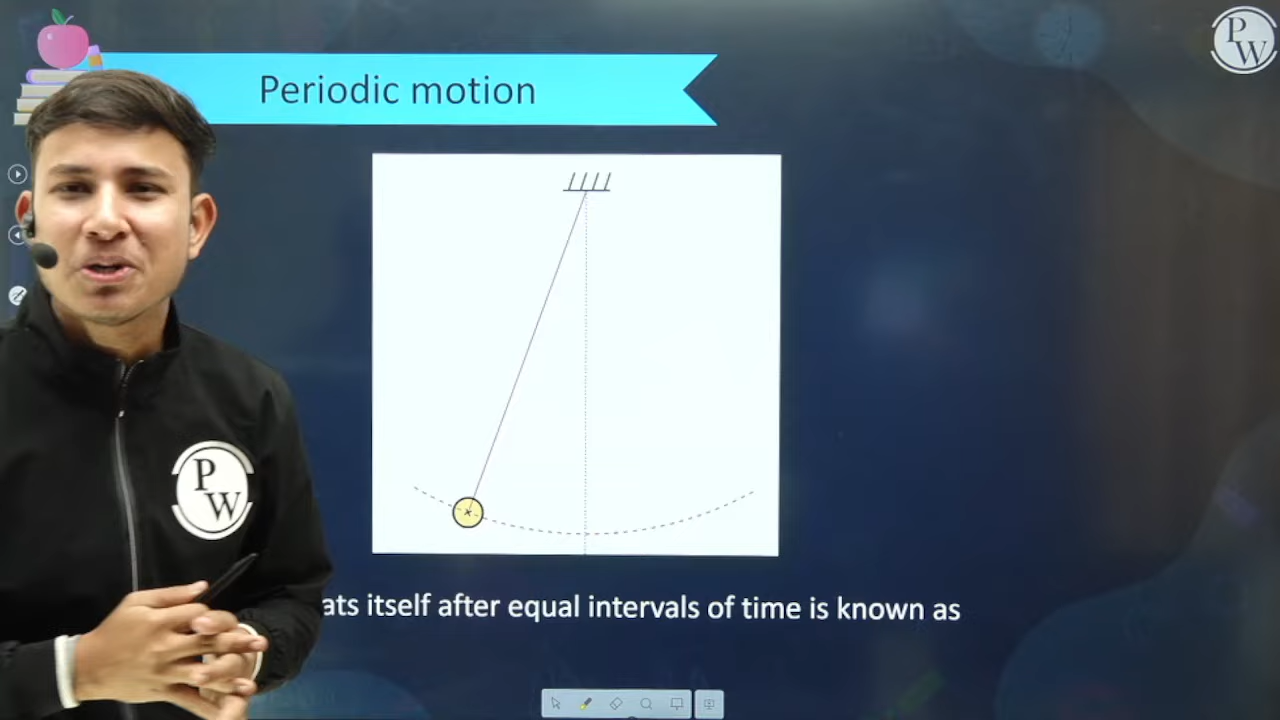 P
W
Periodic motion
P
W
ats itself after equal intervals of time is known as